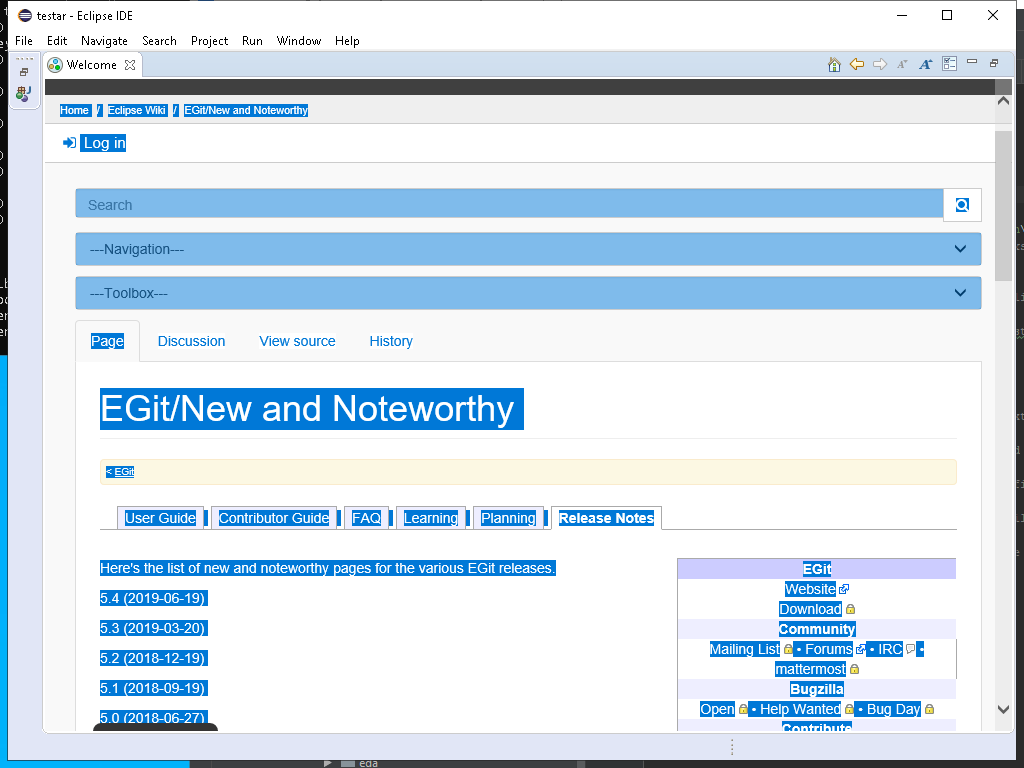 testar - Eclipse IDE
File Edit Navigate Search Project Run Window Help
Welcome
Home / Eclipse Wiki / EGit/New and Noteworthy
Log in
Search
---Navigation---
---Toolbox---
Page Discussion View source History
EGit/New and Noteworthy
< EGit
User Guide Contributor Guide FAQ Learning Planning Release Notes
Here's the list of new and noteworthy pages for the various EGit releases.
5.4 (2019-06-19)
5.3 (2019-03-20)
5.2 (2018-12-19)
5.1 (2018-09-19)
5.0 (2018-06-27)
EGit
Website
Download
Community
Mailing List • Forums • IRC •
mattermost
Bugzilla
Open • Help Wanted • Bug Day
Contribute
eda